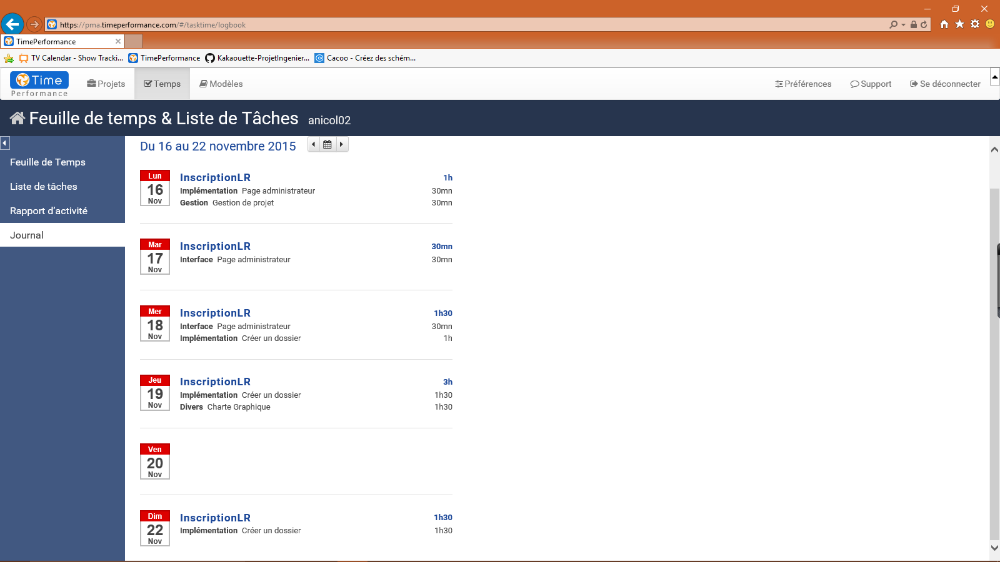 https://pma.timeperformance.com/#/tasktime/logbook
TimePerformance
TV Calendar - Show Tracki... TimePerformance Kakaouette-ProjetIngenier... Cacoo - Créez des schém...
Time Performance Projets Temps Modèles Préférences Support Se déconnecter
Feuille de temps & Liste de Tâches anicol02
Feuille de Temps
Liste de tâches
Rapport d’activité
Journal
Du 16 au 22 novembre 2015
Lun 16 Nov
InscriptionLR 1h
Implémentation Page administrateur 30mn
Gestion Gestion de projet 30mn
Mar 17 Nov
InscriptionLR 30mn
Interface Page administrateur 30mn
Mer 18 Nov
InscriptionLR 1h30
Interface Page administrateur 30mn
Implémentation Créer un dossier 1h
Jeu 19 Nov
InscriptionLR 3h
Implémentation Créer un dossier 1h30
Divers Charte Graphique 1h30
Ven 20 Nov
Dim 22 Nov
InscriptionLR 1h30
Implémentation Créer un dossier 1h30